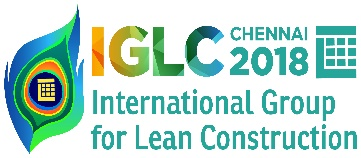 IGLC CHENNAI 2018
International Group
for Lean Construction